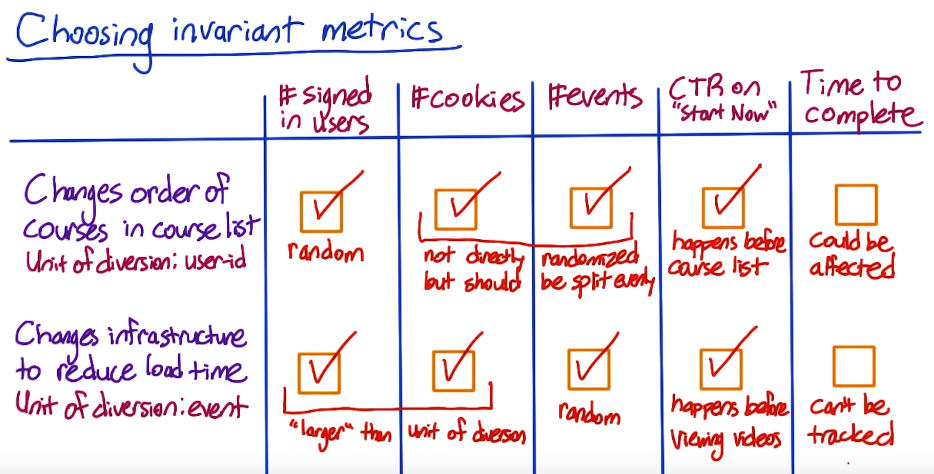 Choosing invariant metrics
#signed in users
#cookies
#events
CTR on "Start Now"
Time to complete
Changes order of
courses in course list
Unit of diversion: user-id
random
not directly randomized
but should be split evenly
happens before
course list
Could be
affected
Changes infrastructure
to reduce load time
Unit of diversion: event
"larger" than unit of diverson
random
happens before
viewing videos
can't be
tracked